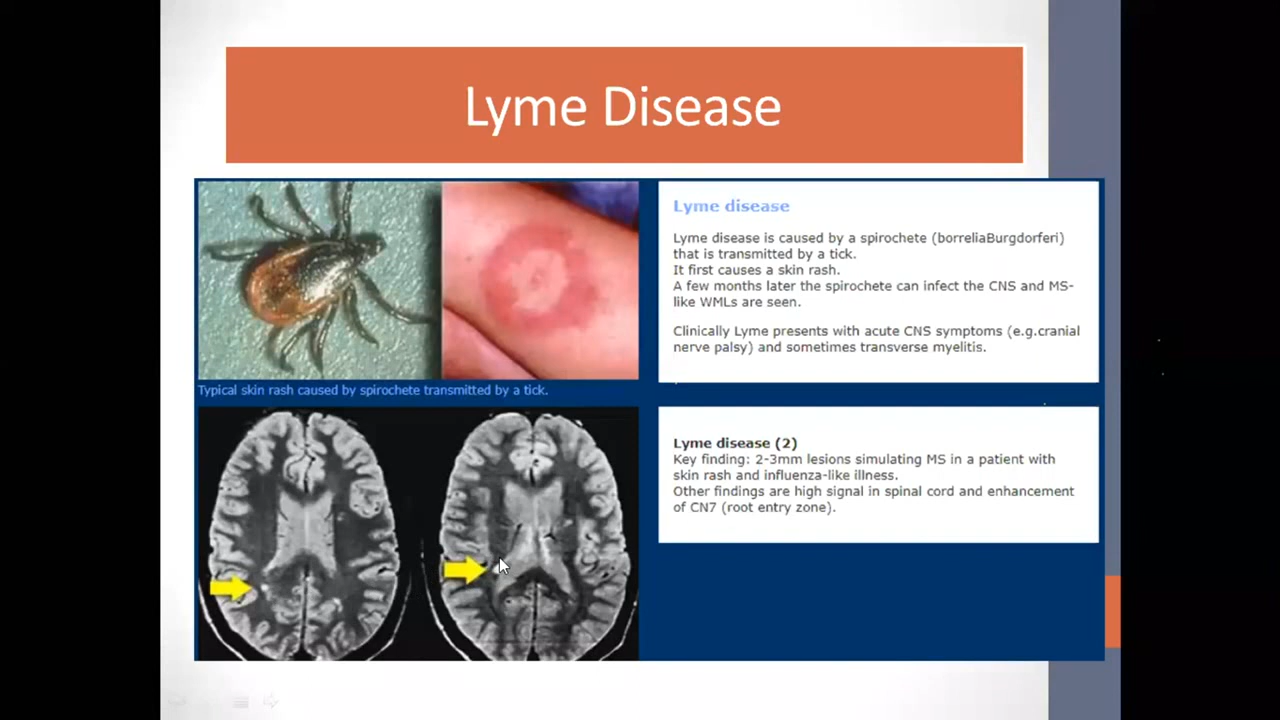 Lyme Disease
Lyme disease
Lyme disease is caused by a spirochete (borreliaBurgdorferi)
that is transmitted by a tick.
It first causes a skin rash.
A few months later the spirochete can infect the CNS and MS-
like WMLs are seen.
Clinically Lyme presents with acute CNS symptoms (e.g.cranial
nerve palsy) and sometimes transverse myelitis.
Typical skin rash caused by spirochete transmitted by a tick.
Lyme disease (2)
Key finding: 2-3mm lesions simulating MS in a patient with
skin rash and influenza-like illness.
Other findings are high signal in spinal cord and enhancement
of CN7 (root entry zone).